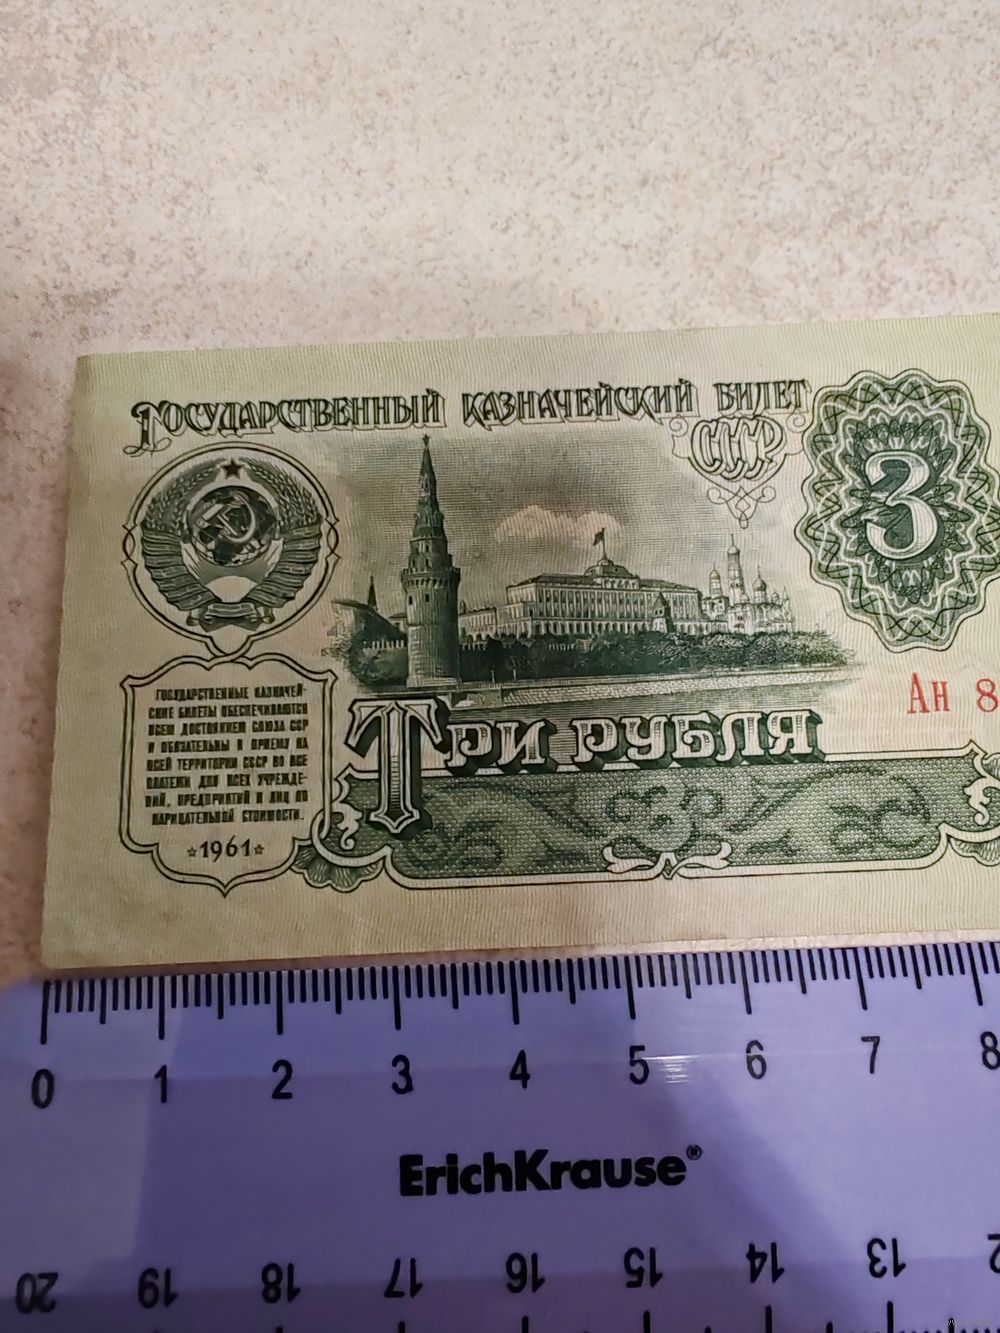 ГОСУДАРСТВЕННЫЙ КАЗНАЧЕЙСКИЙ БИЛЕТ
СССР
3
Ан 8
ГОСУДАРСТВЕННЫЕ КАЗНАЧЕЙ-
СКИЕ БИЛЕТЫ ОБЕСПЕЧИВАЮТСЯ
ВСЕМ ДОСТОЯНИЕМ СОЮЗА ССР
И ОБЯЗАТЕЛЬНЫ К ПРИЕМУ НА
ВСЕЙ ТЕРРИТОРИИ СССР ВО ВСЕ
ПЛАТЕЖИ ДЛЯ ВСЕХ УЧРЕЖДЕ-
НИЙ, ПРЕДПРИЯТИЙ И ЛИЦ ПО
НАРИЦАТЕЛЬНОЙ СТОИМОСТИ.
1961
ТРИ РУБЛЯ
0 1 2 3 4 5 6 7 8
ErichKrause®
20 19 18 17 16 15 14 13